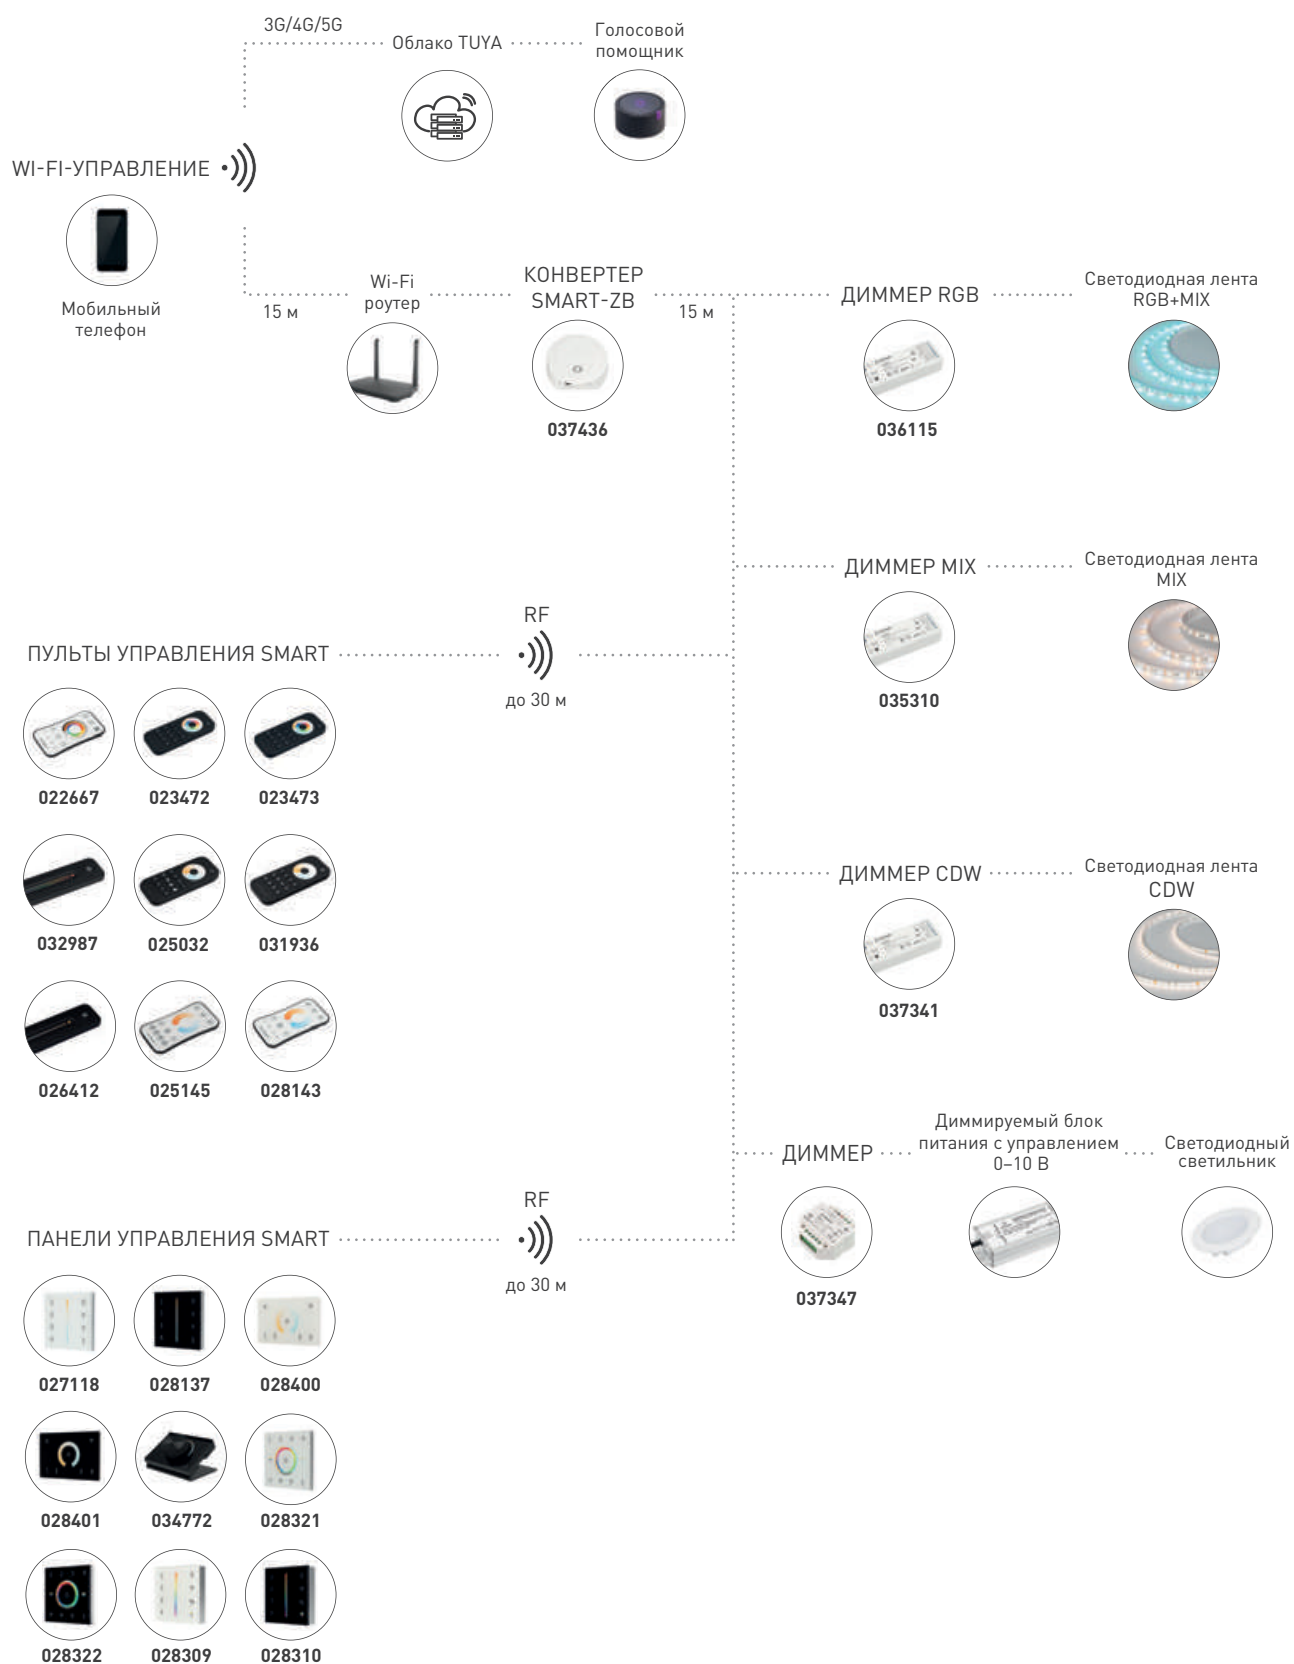 3G/4G/5G
Облако TUYA
Голосовой
помощник
WI-FI-УПРАВЛЕНИЕ
Мобильный
телефон
15 м
Wi-Fi
роутер
КОНВЕРТЕР
SMART-ZB
037436
15 м
ДИММЕР RGB
036115
Светодиодная лента
RGB+MIX
ДИММЕР MIX
035310
Светодиодная лента
MIX
ПУЛЬТЫ УПРАВЛЕНИЯ SMART
RF
до 30 м
022667
023472
023473
032987
025032
031936
026412
025145
028143
ДИММЕР CDW
037341
Светодиодная лента
CDW
ДИММЕР
037347
Диммируемый блок
питания с управлением
0–10 В
Светодиодный
светильник
ПАНЕЛИ УПРАВЛЕНИЯ SMART
RF
до 30 м
027118
028137
028400
028401
034772
028321
028322
028309
028310